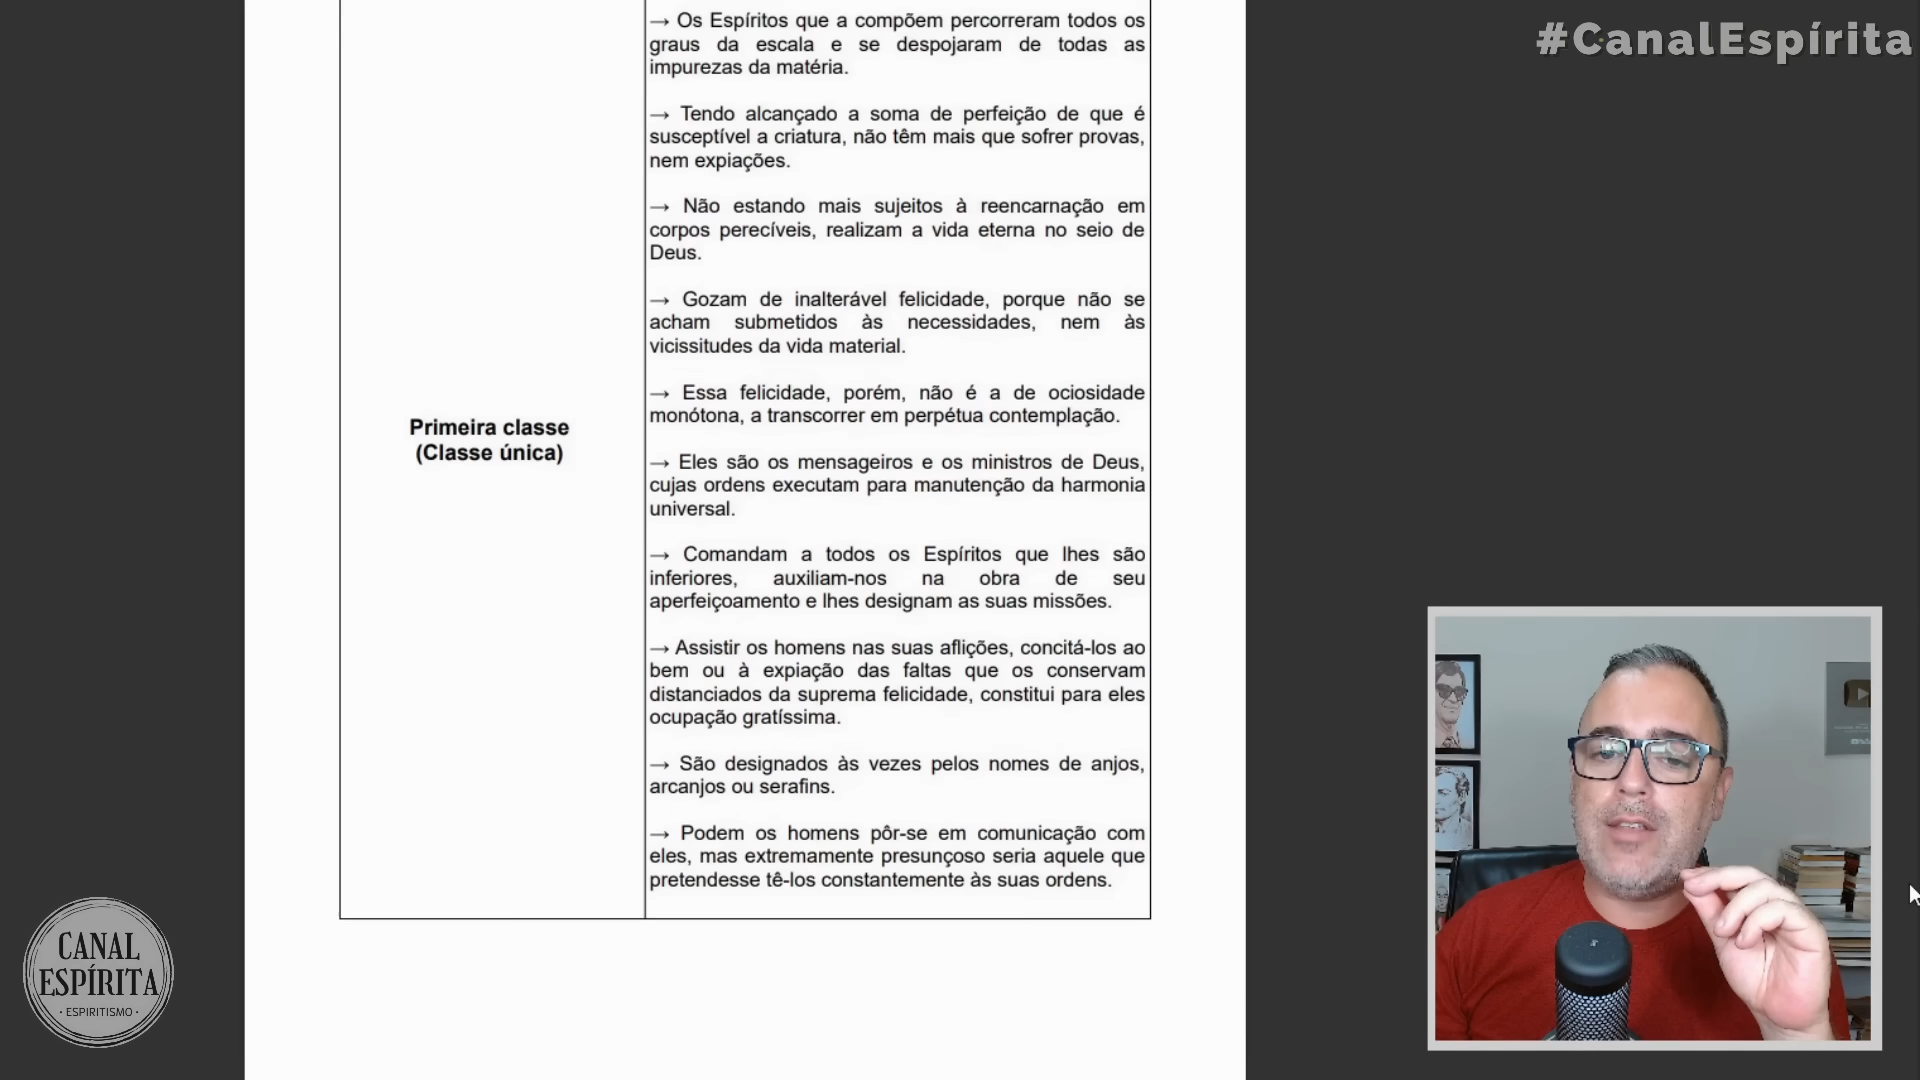 #CanalEspírita
→ Os Espíritos que a compõem percorreram todos os
graus da escala e se despojaram de todas as
impurezas da matéria.
→ Tendo alcançado a soma de perfeição de que é
susceptível a criatura, não têm mais que sofrer provas,
nem expiações.
→ Não estando mais sujeitos à reencarnação em
corpos perecíveis, realizam a vida eterna no seio de
Deus.
→ Gozam de inalterável felicidade, porque não se
acham submetidos às necessidades, nem às
vicissitudes da vida material.
→ Essa felicidade, porém, não é a de ociosidade
monótona, a transcorrer em perpétua contemplação.
Primeira classe
(Classe única)
→ Eles são os mensageiros e os ministros de Deus,
cujas ordens executam para manutenção da harmonia
universal.
→ Comandam a todos os Espíritos que lhes são
inferiores, auxiliam-nos na obra de seu
aperfeiçoamento e lhes designam as suas missões.
→ Assistir os homens nas suas aflições, concitá-los ao
bem ou à expiação das faltas que os conservam
distanciados da suprema felicidade, constitui para eles
ocupação gratíssima.
→ São designados às vezes pelos nomes de anjos,
arcanjos ou serafins.
→ Podem os homens pôr-se em comunicação com
eles, mas extremamente presunçoso seria aquele que
pretendesse tê-los constantemente às suas ordens.
CANAL
ESPÍRITA
· ESPIRITISMO ·